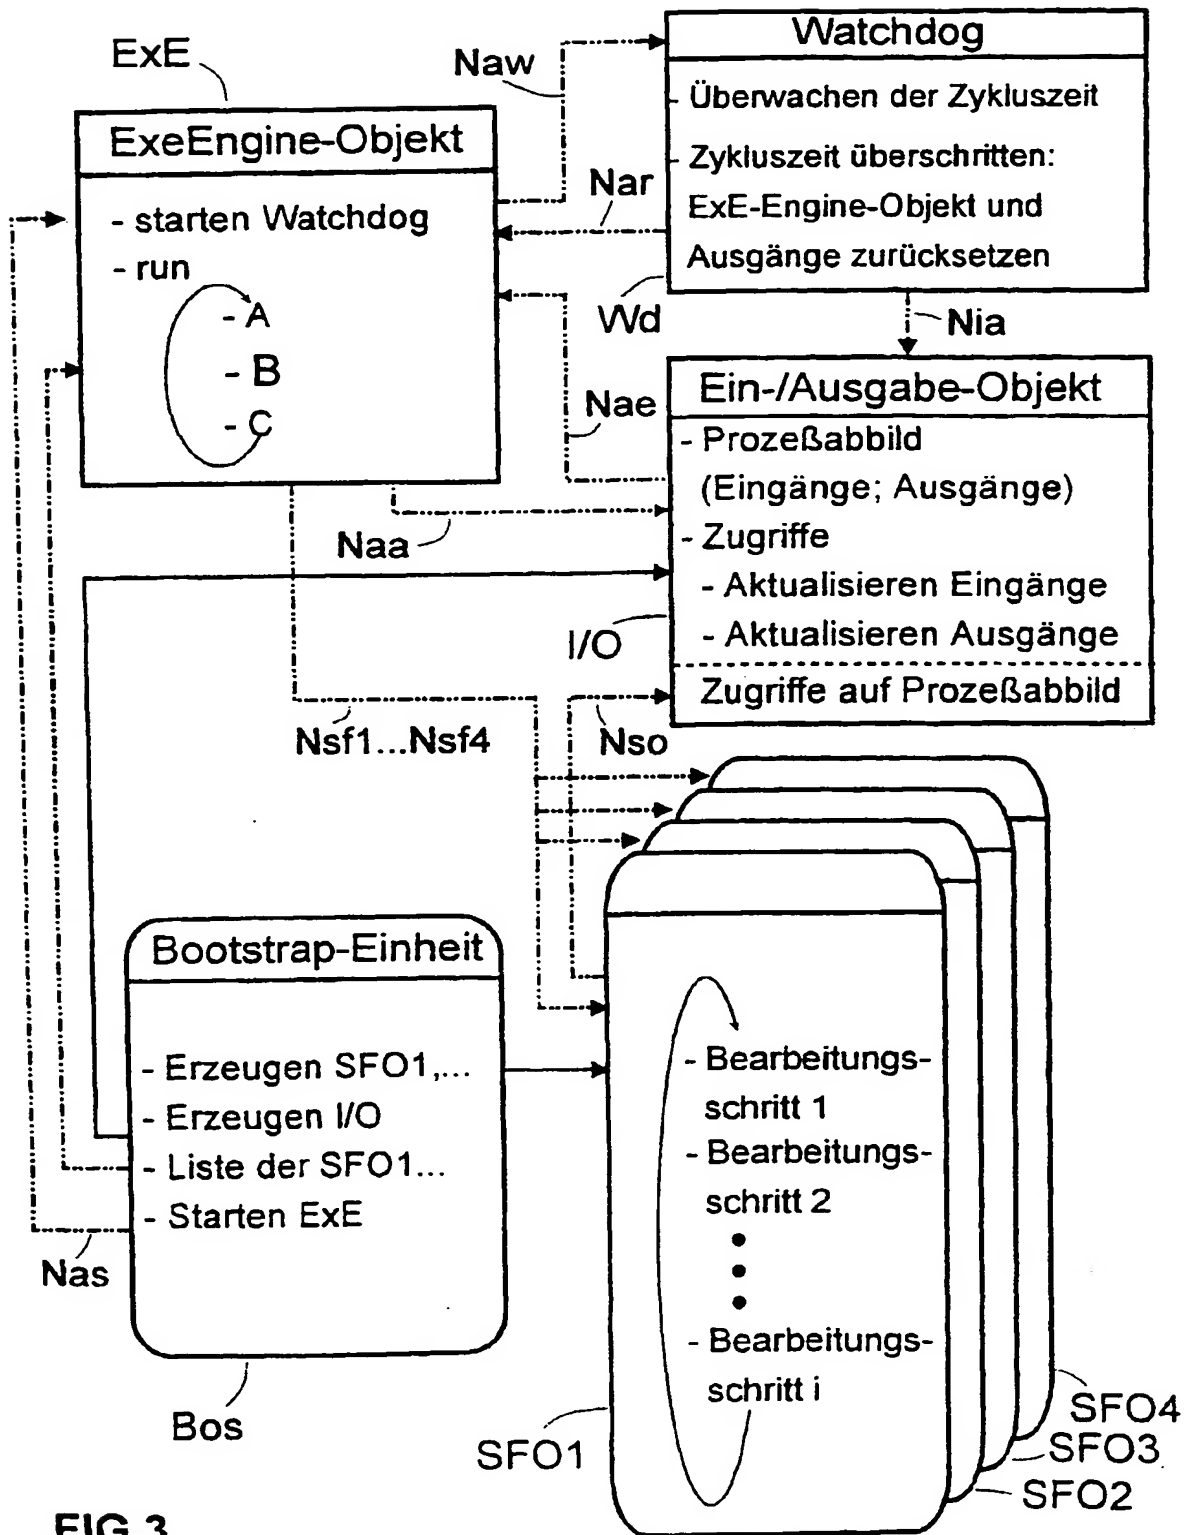 ExE
ExeEngine-Objekt
- starten Watchdog
- run
- A
- B
- C
Naw
Nar
Watchdog
- Überwachen der Zykluszeit
- Zykluszeit überschritten:
ExE-Engine-Objekt und
Ausgänge zurücksetzen
Wd
Nia
Nae
Naa
Ein-/Ausgabe-Objekt
- Prozeßabbild
(Eingänge; Ausgänge)
- Zugriffe
- Aktualisieren Eingänge
- Aktualisieren Ausgänge
Zugriffe auf Prozeßabbild
I/O
Nsf1...Nsf4
Nso
Bootstrap-Einheit
- Erzeugen SFO1,...
- Erzeugen I/O
- Liste der SFO1...
- Starten ExE
Nas
Bos
- Bearbeitungs-
schritt 1
- Bearbeitungs-
schritt 2
- Bearbeitungs-
schritt i
SFO1
SFO4
SFO3
SFO2
FIG 3